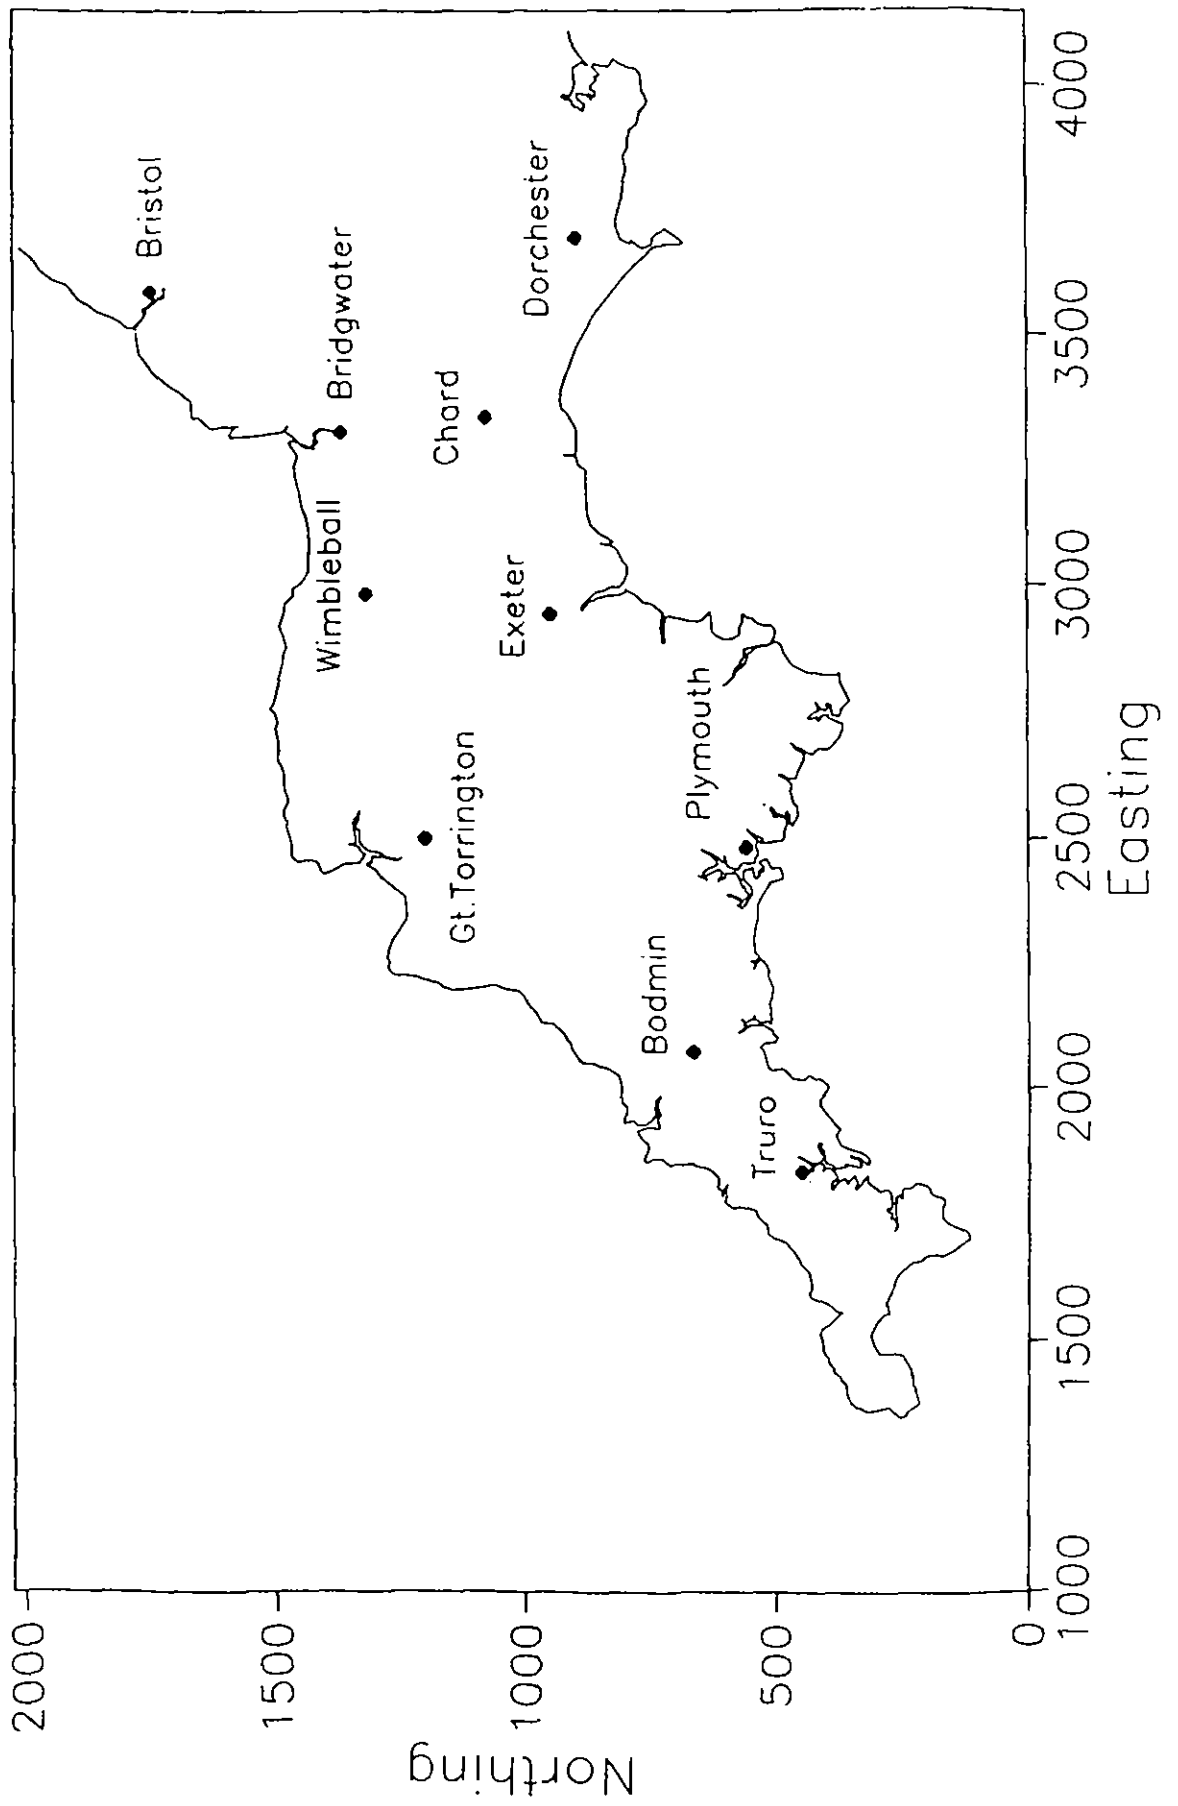 Bristol
Bridgwater
Wimbleball
Chard
Dorchester
Exeter
Gt.Torrington
Plymouth
Bodmin
Truro
Northing
2000
1500
1000
500
0
1000
1500
2000
2500
3000
3500
4000
Easting